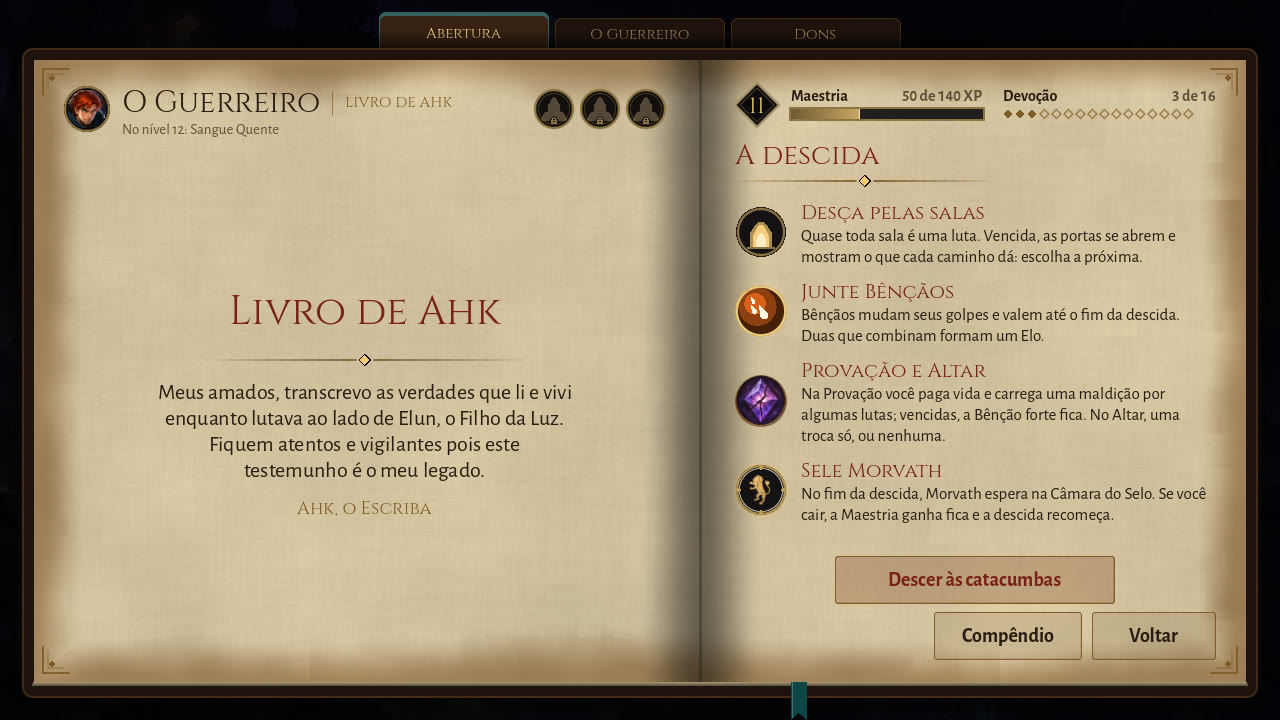 Abertura
O Guerreiro
Dons
O Guerreiro
Livro de Ahk
No nível 12: Sangue Quente
Livro de Ahk
Meus amados, transcrevo as verdades que li e vivi
enquanto lutava ao lado de Elun, o Filho da Luz.
Fiquem atentos e vigilantes pois este
testemunho é o meu legado.
Ahk, o Escriba
11
Maestria
50 de 140 XP
Devoção
3 de 16
A descida
Desça pelas salas
Quase toda sala é uma luta. Vencida, as portas se abrem e
mostram o que cada caminho dá: escolha a próxima.
Junte Bênçãos
Bênçãos mudam seus golpes e valem até o fim da descida.
Duas que combinam formam um Elo.
Provação e Altar
Na Provação você paga vida e carrega uma maldição por
algumas lutas; vencidas, a Bênção forte fica. No Altar, uma
troca só, ou nenhuma.
Sele Morvath
No fim da descida, Morvath espera na Câmara do Selo. Se você
cair, a Maestria ganha fica e a descida recomeça.
Descer às catacumbas
Compêndio
Voltar